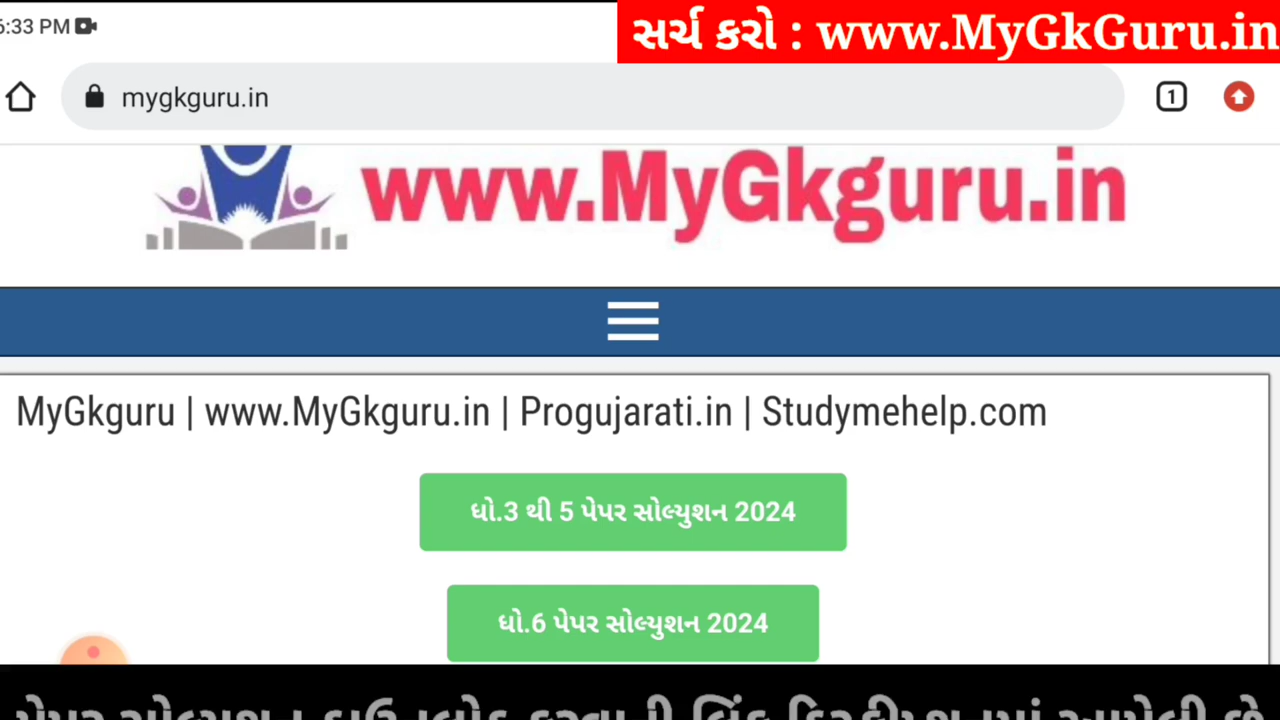 6:33 PM
સર્ચ કરો : www.MyGkGuru.in
mygkguru.in
1
www.MyGkguru.in
MyGkguru | www.MyGkguru.in | Progujarati.in | Studymehelp.com
ધો.3 થી 5 પેપર સોલ્યુશન 2024
ધો.6 પેપર સોલ્યુશન 2024